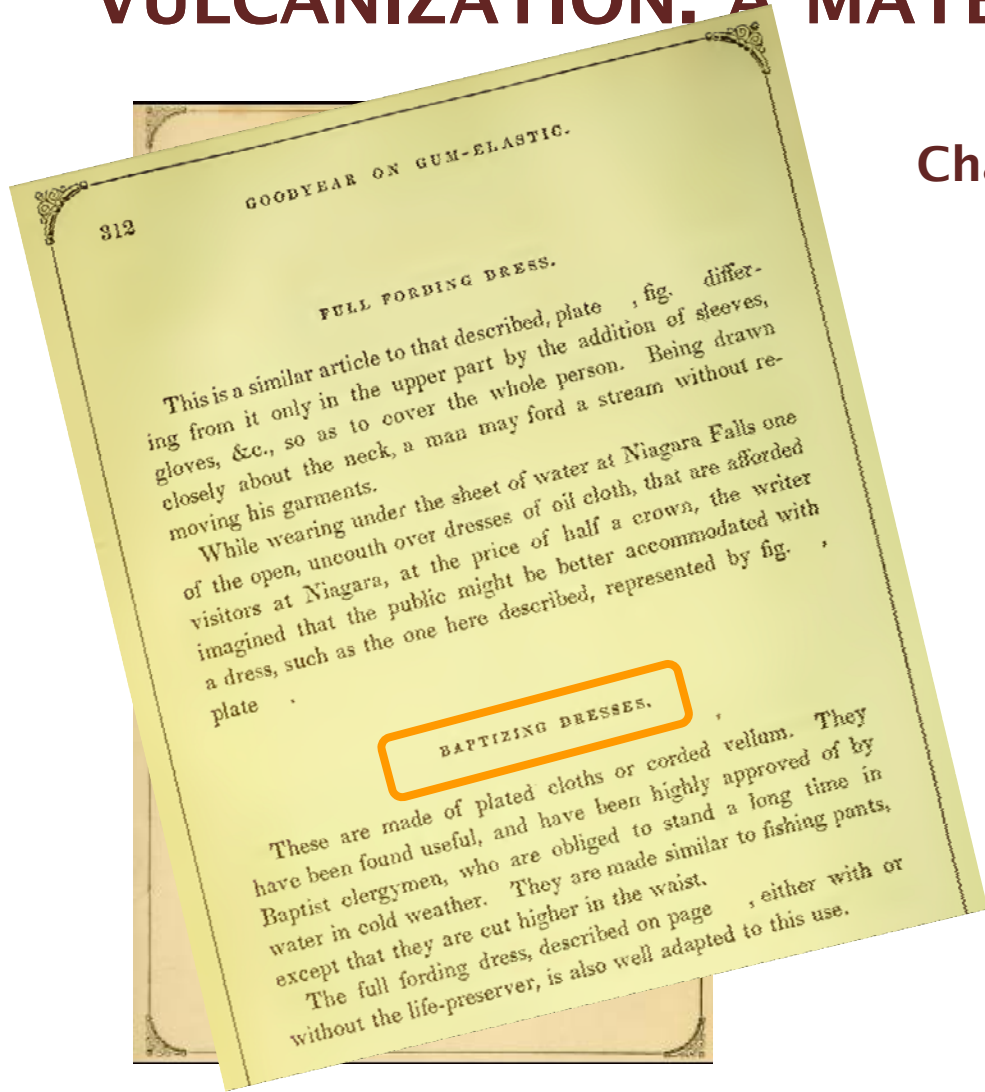 VULCANIZATION: A MATE
Cha
GOODYEAR ON GUM-ELASTIC.
312
FULL FORDING DRESS.
This is a similar article to that described, plate , fig. differ-
ing from it only in the upper part by the addition of sleeves,
gloves, &c., so as to cover the whole person. Being drawn
closely about the neck, a man may ford a stream without re-
moving his garments.
While wearing under the sheet of water at Niagara Falls one
of the open, uncouth over dresses of oil cloth, that are afforded
visitors at Niagara, at the price of half a crown, the writer
imagined that the public might be better accommodated with
a dress, such as the one here described, represented by fig. ,
plate .
BAPTIZING DRESSES.
These are made of plated cloths or corded vellum. They
have been found useful, and have been highly approved of by
Baptist clergymen, who are obliged to stand a long time in
water in cold weather. They are made similar to fishing pants,
except that they are cut higher in the waist.
The full fording dress, described on page , either with or
without the life-preserver, is also well adapted to this use.